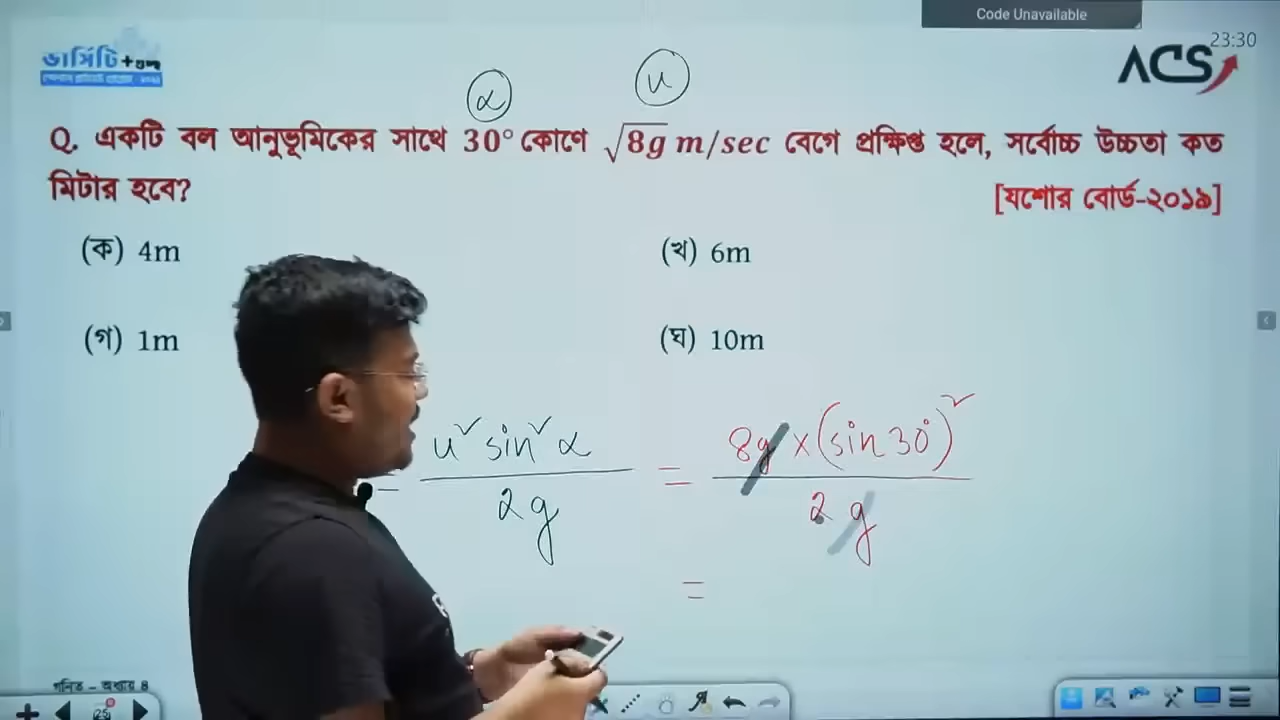 Code Unavailable
23:30
ভার্সিটি +
ACS
α
u
Q. একটি বল আনুভূমিকের সাথে 30° কোণে √8g m/sec বেগে প্রক্ষিপ্ত হলে, সর্বোচ্চ উচ্চতা কত
মিটার হবে?
[যশোর বোর্ড-২০১৯]
(ক) 4m
(খ) 6m
(গ) 1m
(ঘ) 10m
= u² sin² α / 2g = 8g × (sin 30°)² / 2g
=
গনিত – অধ্যায় ৪
25